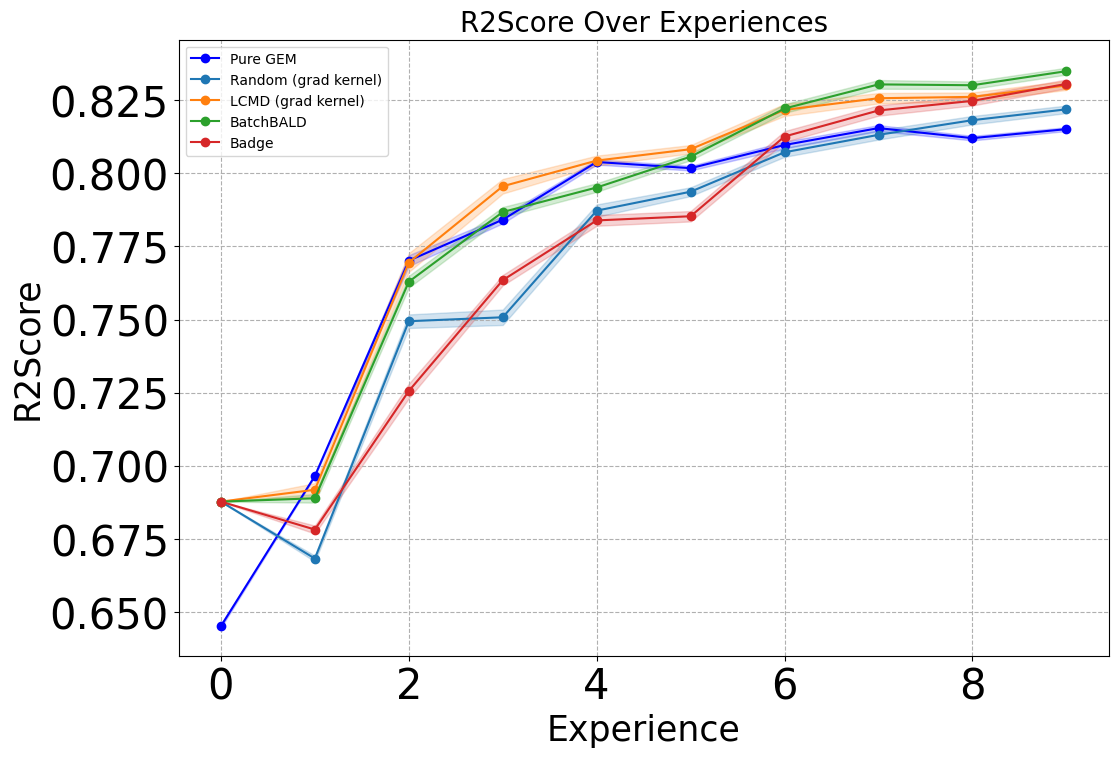 R2Score Over Experiences
Pure GEM
Random (grad kernel)
LCMD (grad kernel)
BatchBALD
Badge
0.825
0.800
0.775
0.750
0.725
0.700
0.675
0.650
R2Score
0 2 4 6 8
Experience